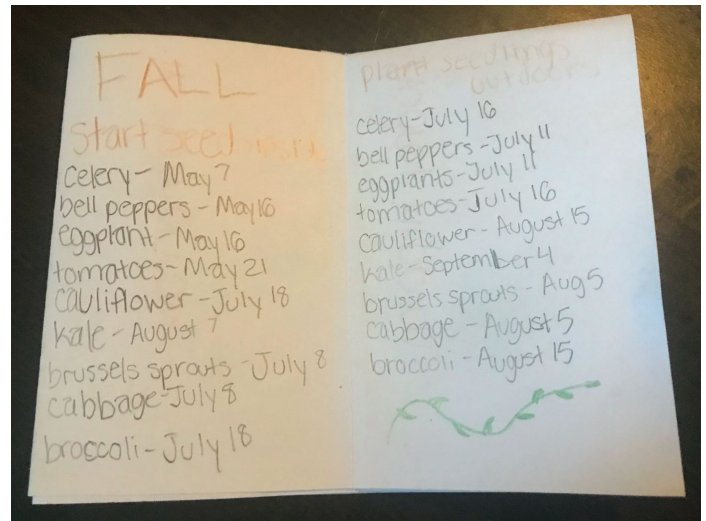 FALL
start seed inside
celery - May 7
bell peppers - May 16
eggplant - May 16
tomatoes - May 21
cauliflower - July 18
kale - August 7
brussels sprouts - July 8
cabbage - July 8
broccoli - July 18
plant seedlings
outdoors
celery - July 16
bell peppers - July 11
eggplants - July 11
tomatoes - July 16
cauliflower - August 15
kale - September 4
brussels sprouts - Aug 5
cabbage - August 5
broccoli - August 15